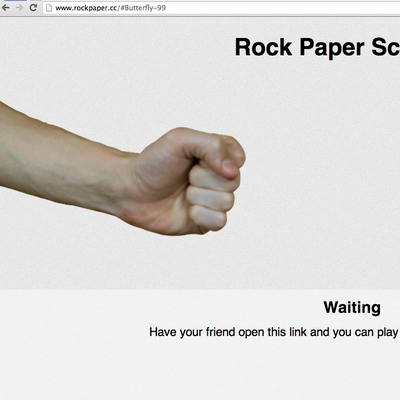 www.rockpaper.cc/#Butterfly-99
Rock Paper Sc
Waiting
Have your friend open this link and you can play